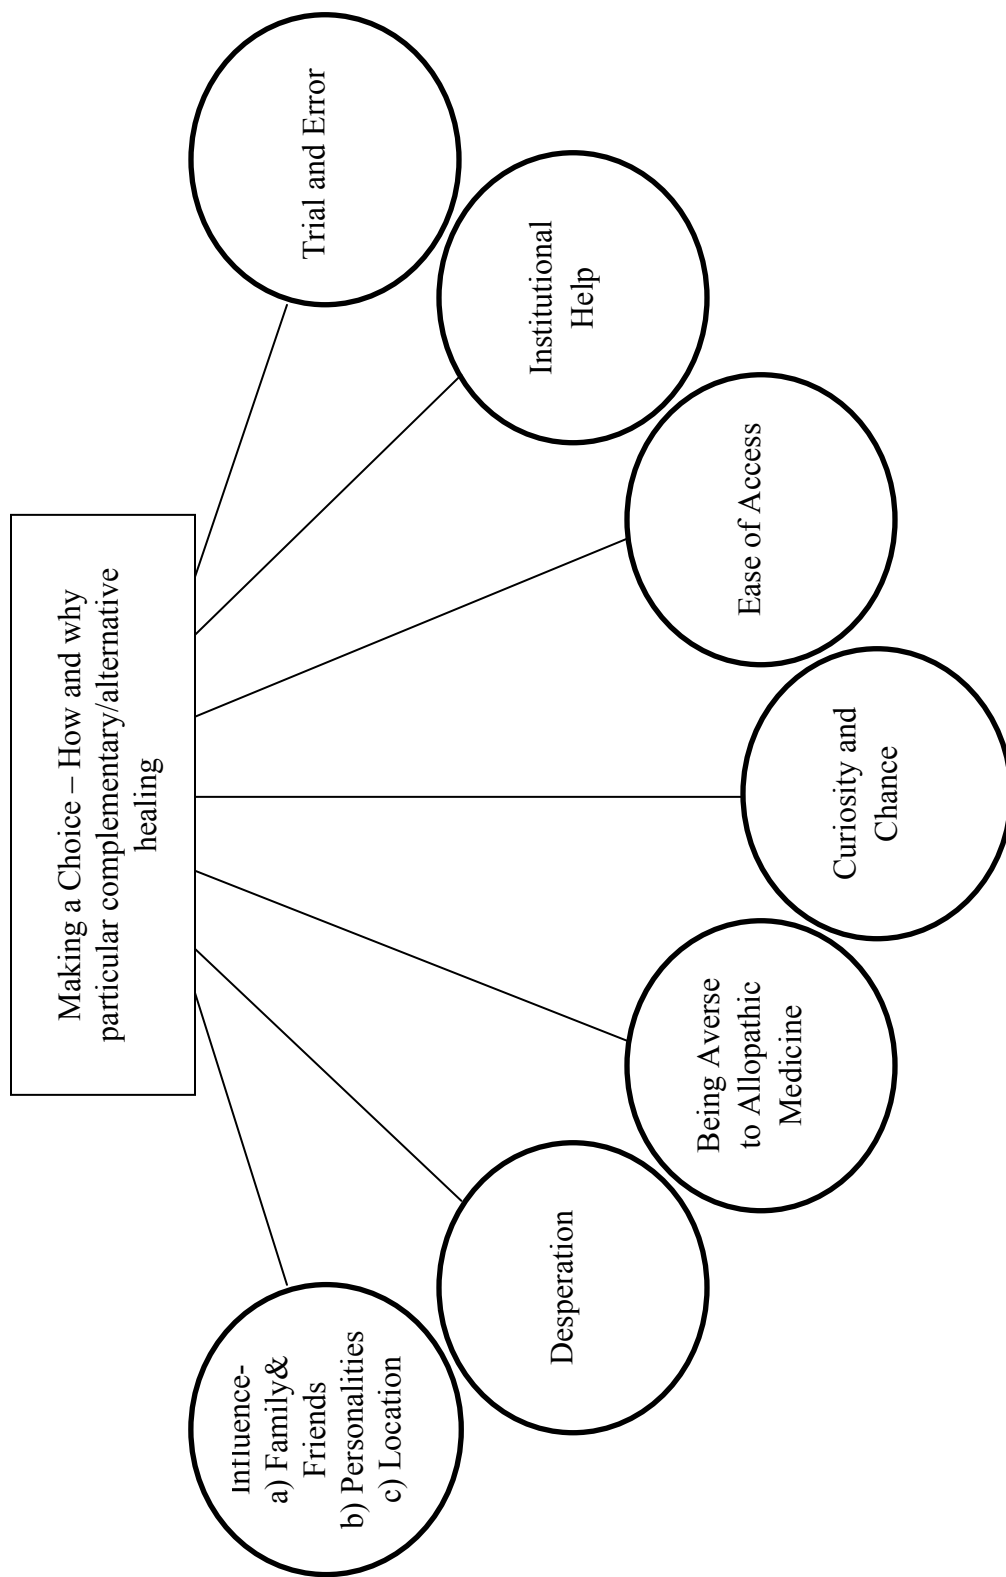 Making a Choice – How and why
particular complementary/alternative
healing
Influence-
a) Family&
Friends
b) Personalities
c) Location
Desperation
Being Averse
to Allopathic
Medicine
Curiosity and
Chance
Ease of Access
Institutional
Help
Trial and Error